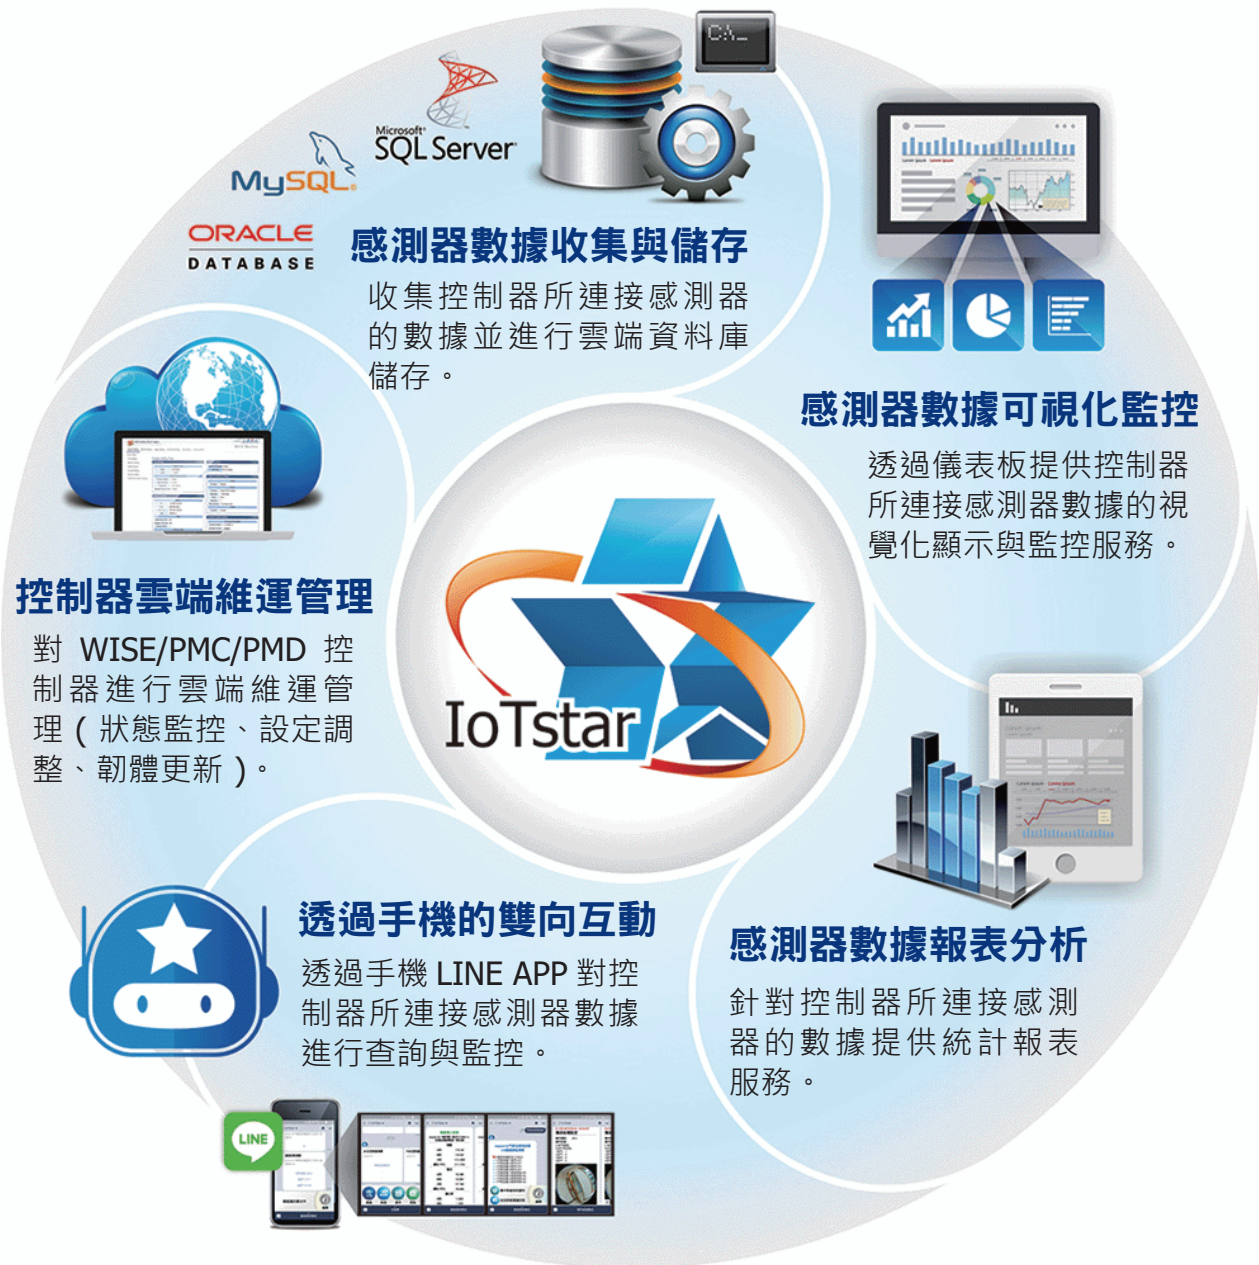 C:\_
Microsoft®
SQL Server®
MySQL®
ORACLE
DATABASE
感測器數據收集與儲存
收集控制器所連接感測器
的數據並進行雲端資料庫
儲存。
感測器數據可視化監控
透過儀表板提供控制器
所連接感測器數據的視
覺化顯示與監控服務。
控制器雲端維運管理
對 WISE/PMC/PMD 控
制器進行雲端維運管
理 ( 狀態監控、設定調
整、韌體更新 )。
IoTstar
透過手機的雙向互動
透過手機 LINE APP 對控
制器所連接感測器數據
進行查詢與監控。
感測器數據報表分析
針對控制器所連接感測
器的數據提供統計報表
服務。
LINE